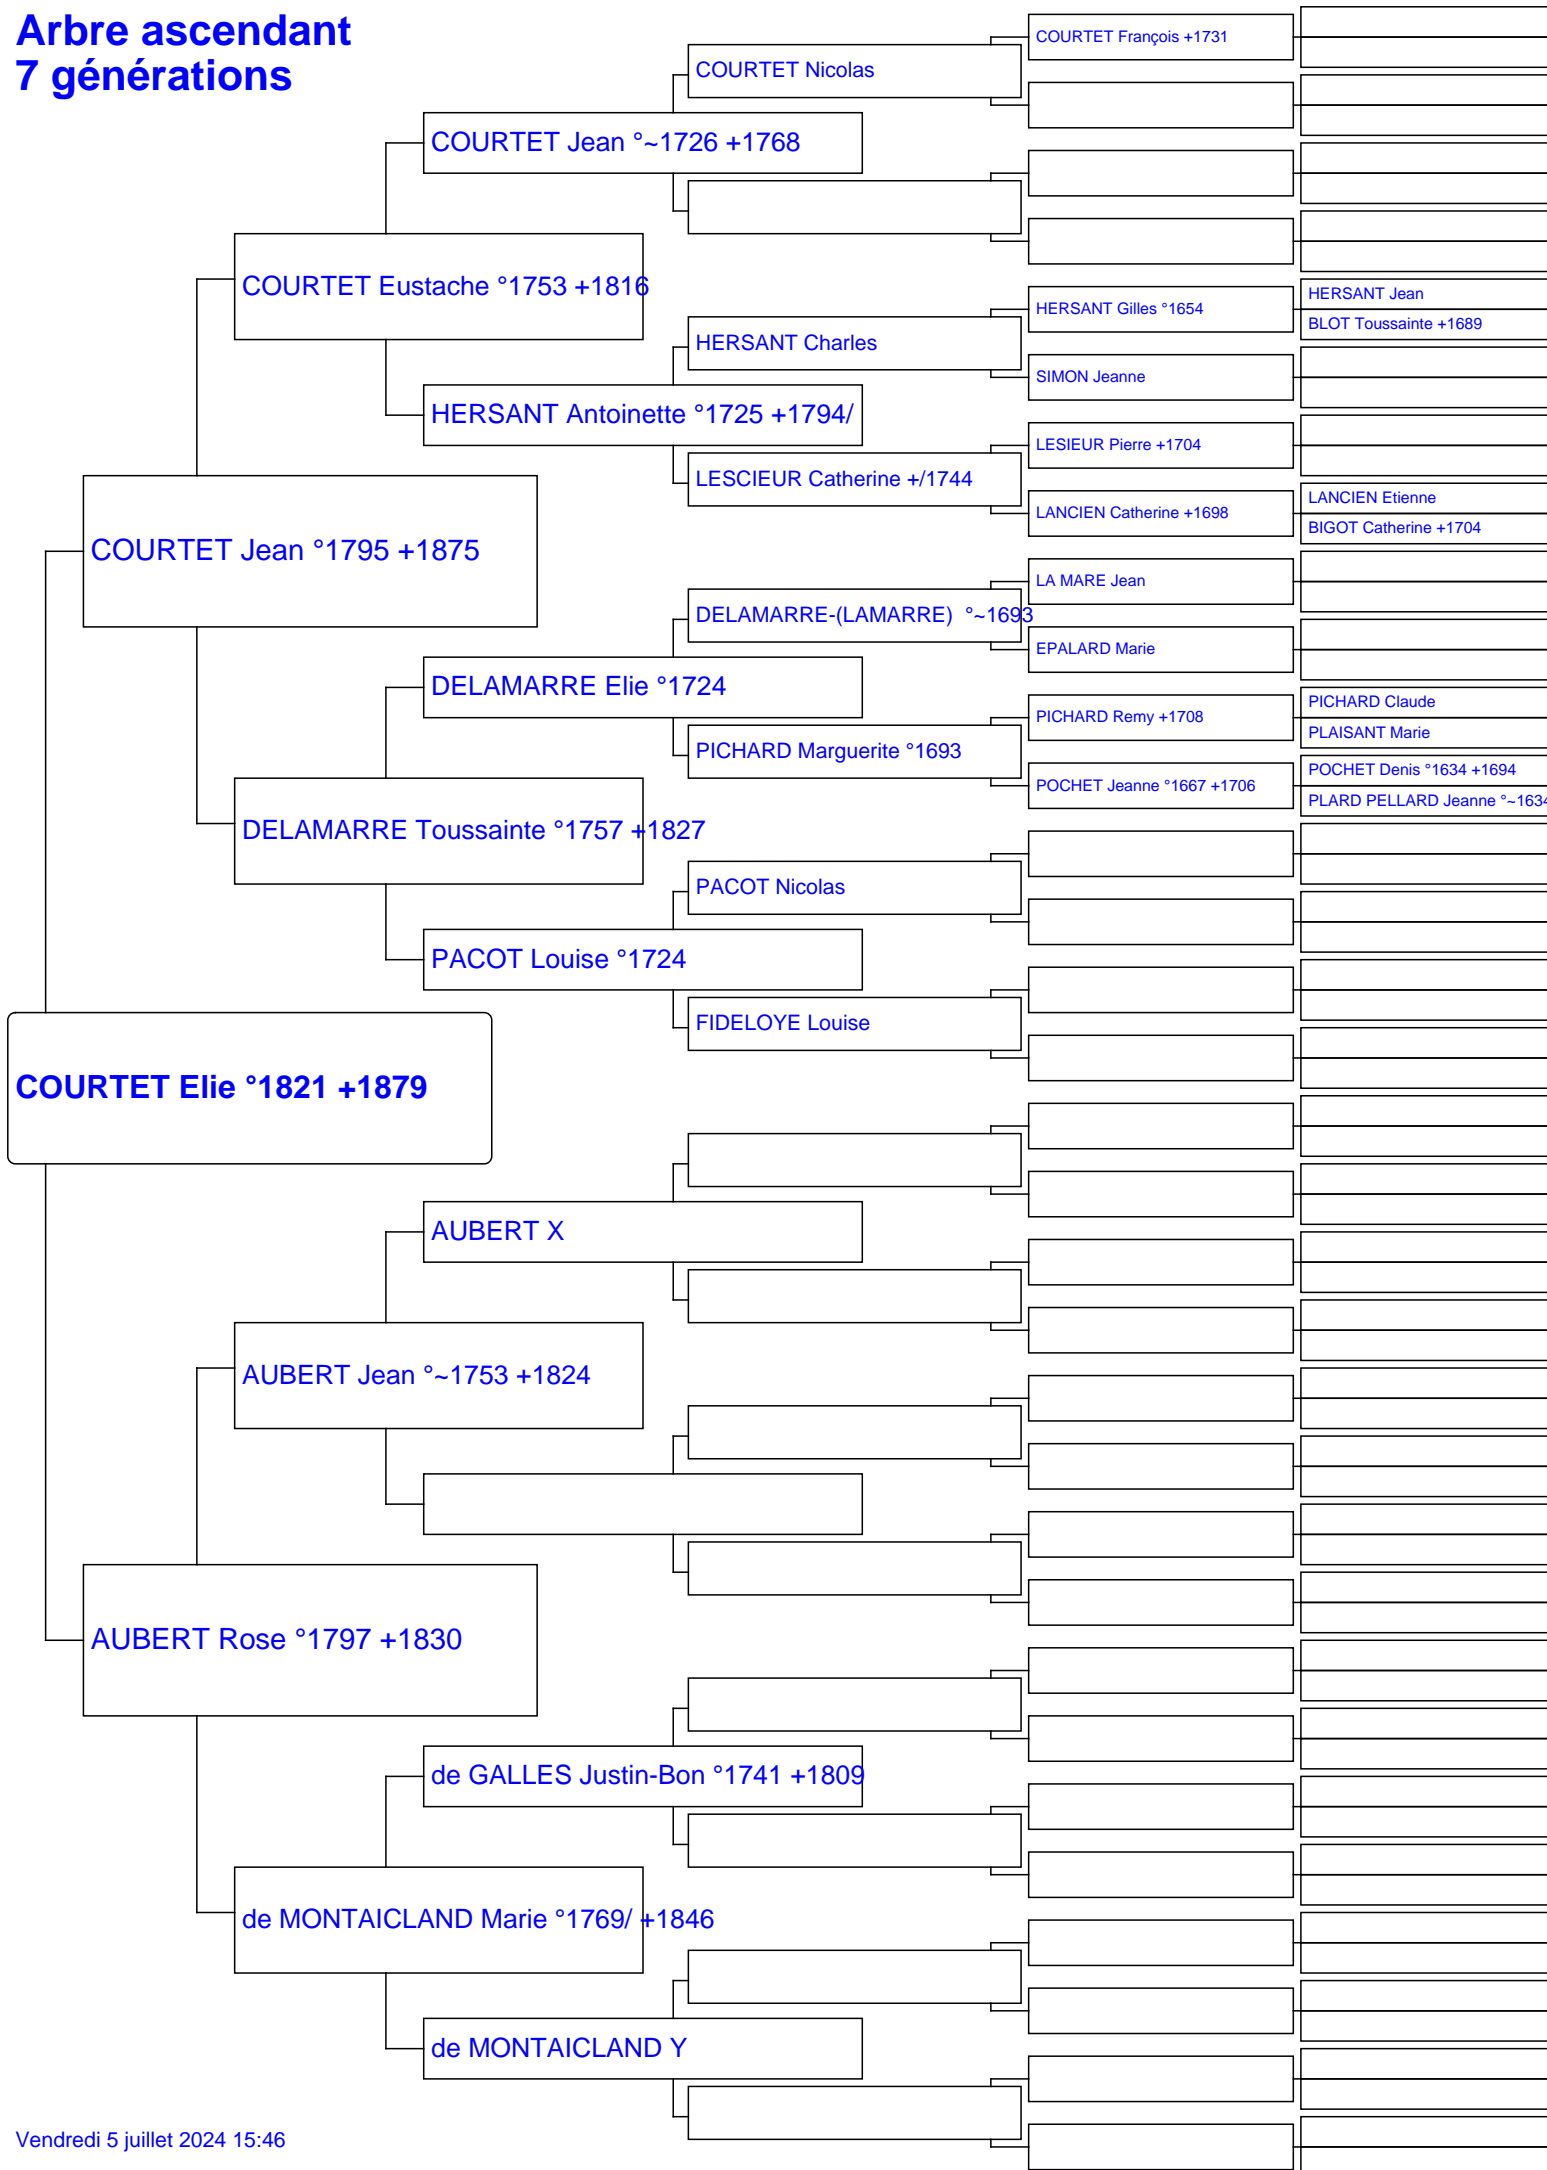 Arbre ascendant
7 générations
COURTET François +1731
COURTET Nicolas
COURTET Jean °~1726 +1768
COURTET Eustache °1753 +1816
HERSANT Jean
HERSANT Gilles °1654
BLOT Toussainte +1689
HERSANT Charles
SIMON Jeanne
HERSANT Antoinette °1725 +1794/
LESIEUR Pierre +1704
LESCIEUR Catherine +/1744
LANCIEN Etienne
LANCIEN Catherine +1698
BIGOT Catherine +1704
COURTET Jean °1795 +1875
LA MARE Jean
DELAMARRE-(LAMARRE)  °~1693
EPALARD Marie
DELAMARRE Elie °1724
PICHARD Claude
PICHARD Remy +1708
PLAISANT Marie
PICHARD Marguerite °1693
POCHET Denis °1634 +1694
POCHET Jeanne °1667 +1706
PLARD PELLARD Jeanne °~1634
DELAMARRE Toussainte °1757 +1827
PACOT Nicolas
PACOT Louise °1724
FIDELOYE Louise
COURTET Elie °1821 +1879
AUBERT X
AUBERT Jean °~1753 +1824
AUBERT Rose °1797 +1830
de GALLES Justin-Bon °1741 +1809
de MONTAICLAND Marie °1769/ +1846
de MONTAICLAND Y
Vendredi 5 juillet 2024 15:46